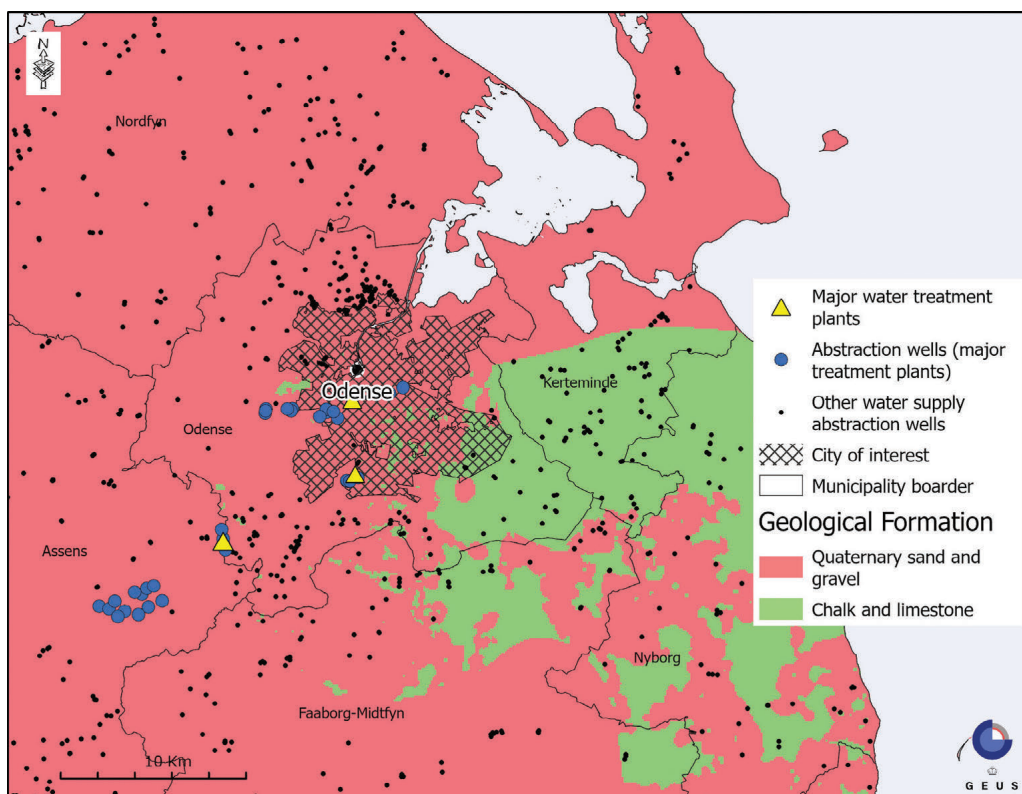 N
Nordfyn
Major water treatment
plants
Abstraction wells (major
treatment plants)
Kerteminde
Odense
Other water supply
abstraction wells
Odense
City of interest
Municipality boarder
Geological Formation
Assens
Quaternary sand and
gravel
Chalk and limestone
Nyborg
Faaborg-Midtfyn
10 Km
G E U S